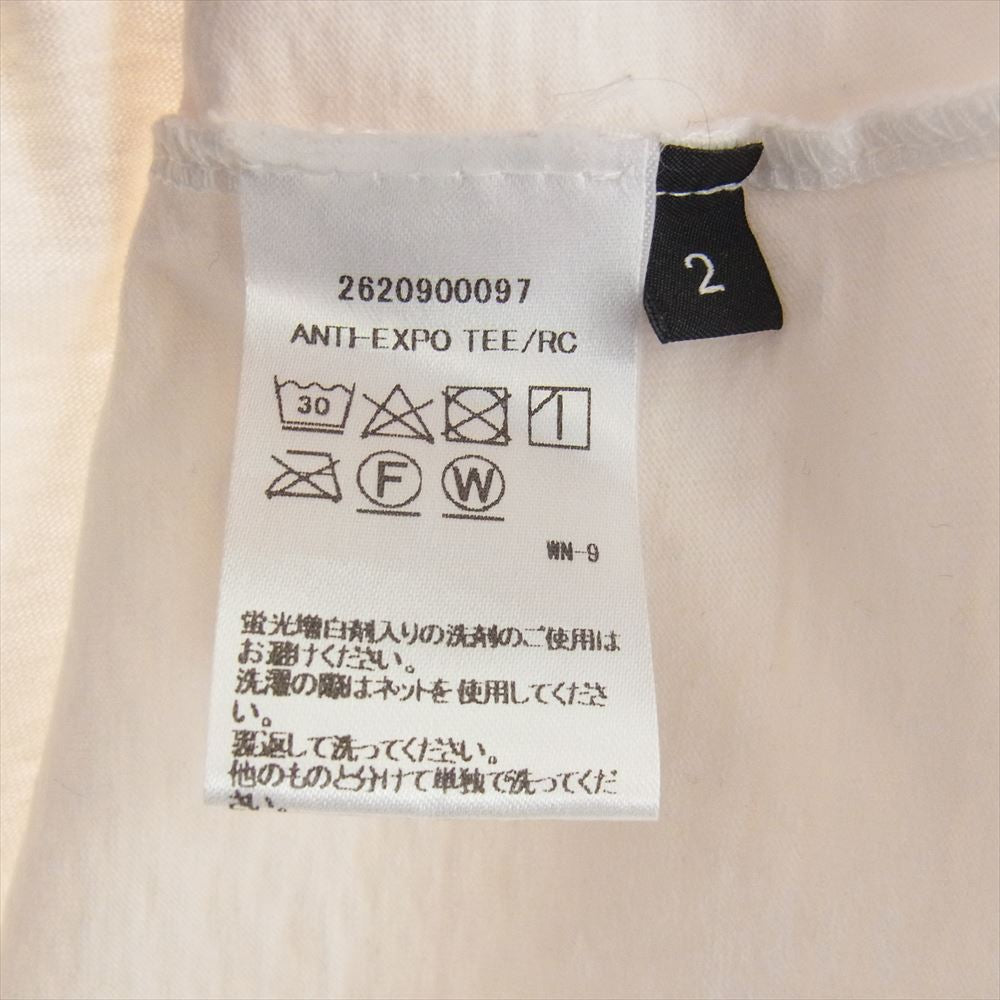 2620900097
ANTI-EXPO TEE/RC
2
30
F
W
WN-9
蛍光増白剤入りの洗剤のご使用は
お避けください。
洗濯の際はネットを使用してくださ
い。
裏返して洗ってください。
他のものと分けて単独で洗ってくだ
さい。